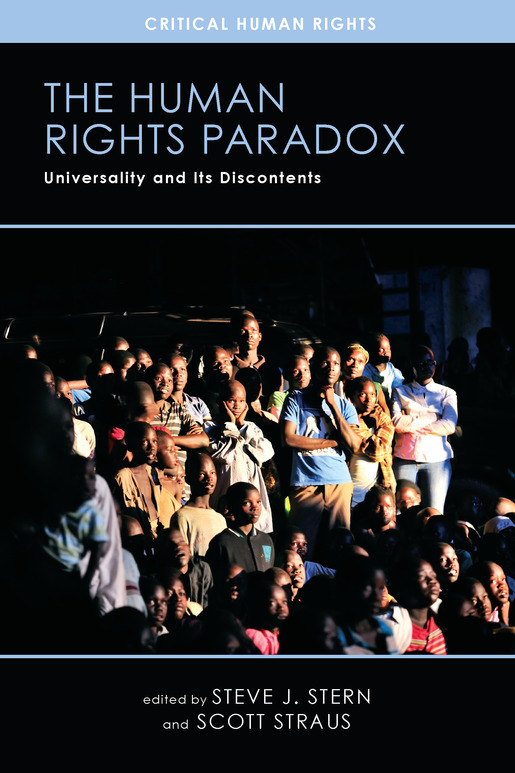 CRITICAL HUMAN RIGHTS
THE HUMAN
RIGHTS PARADOX
Universality and Its Discontents
edited by STEVE J. STERN
and SCOTT STRAUS